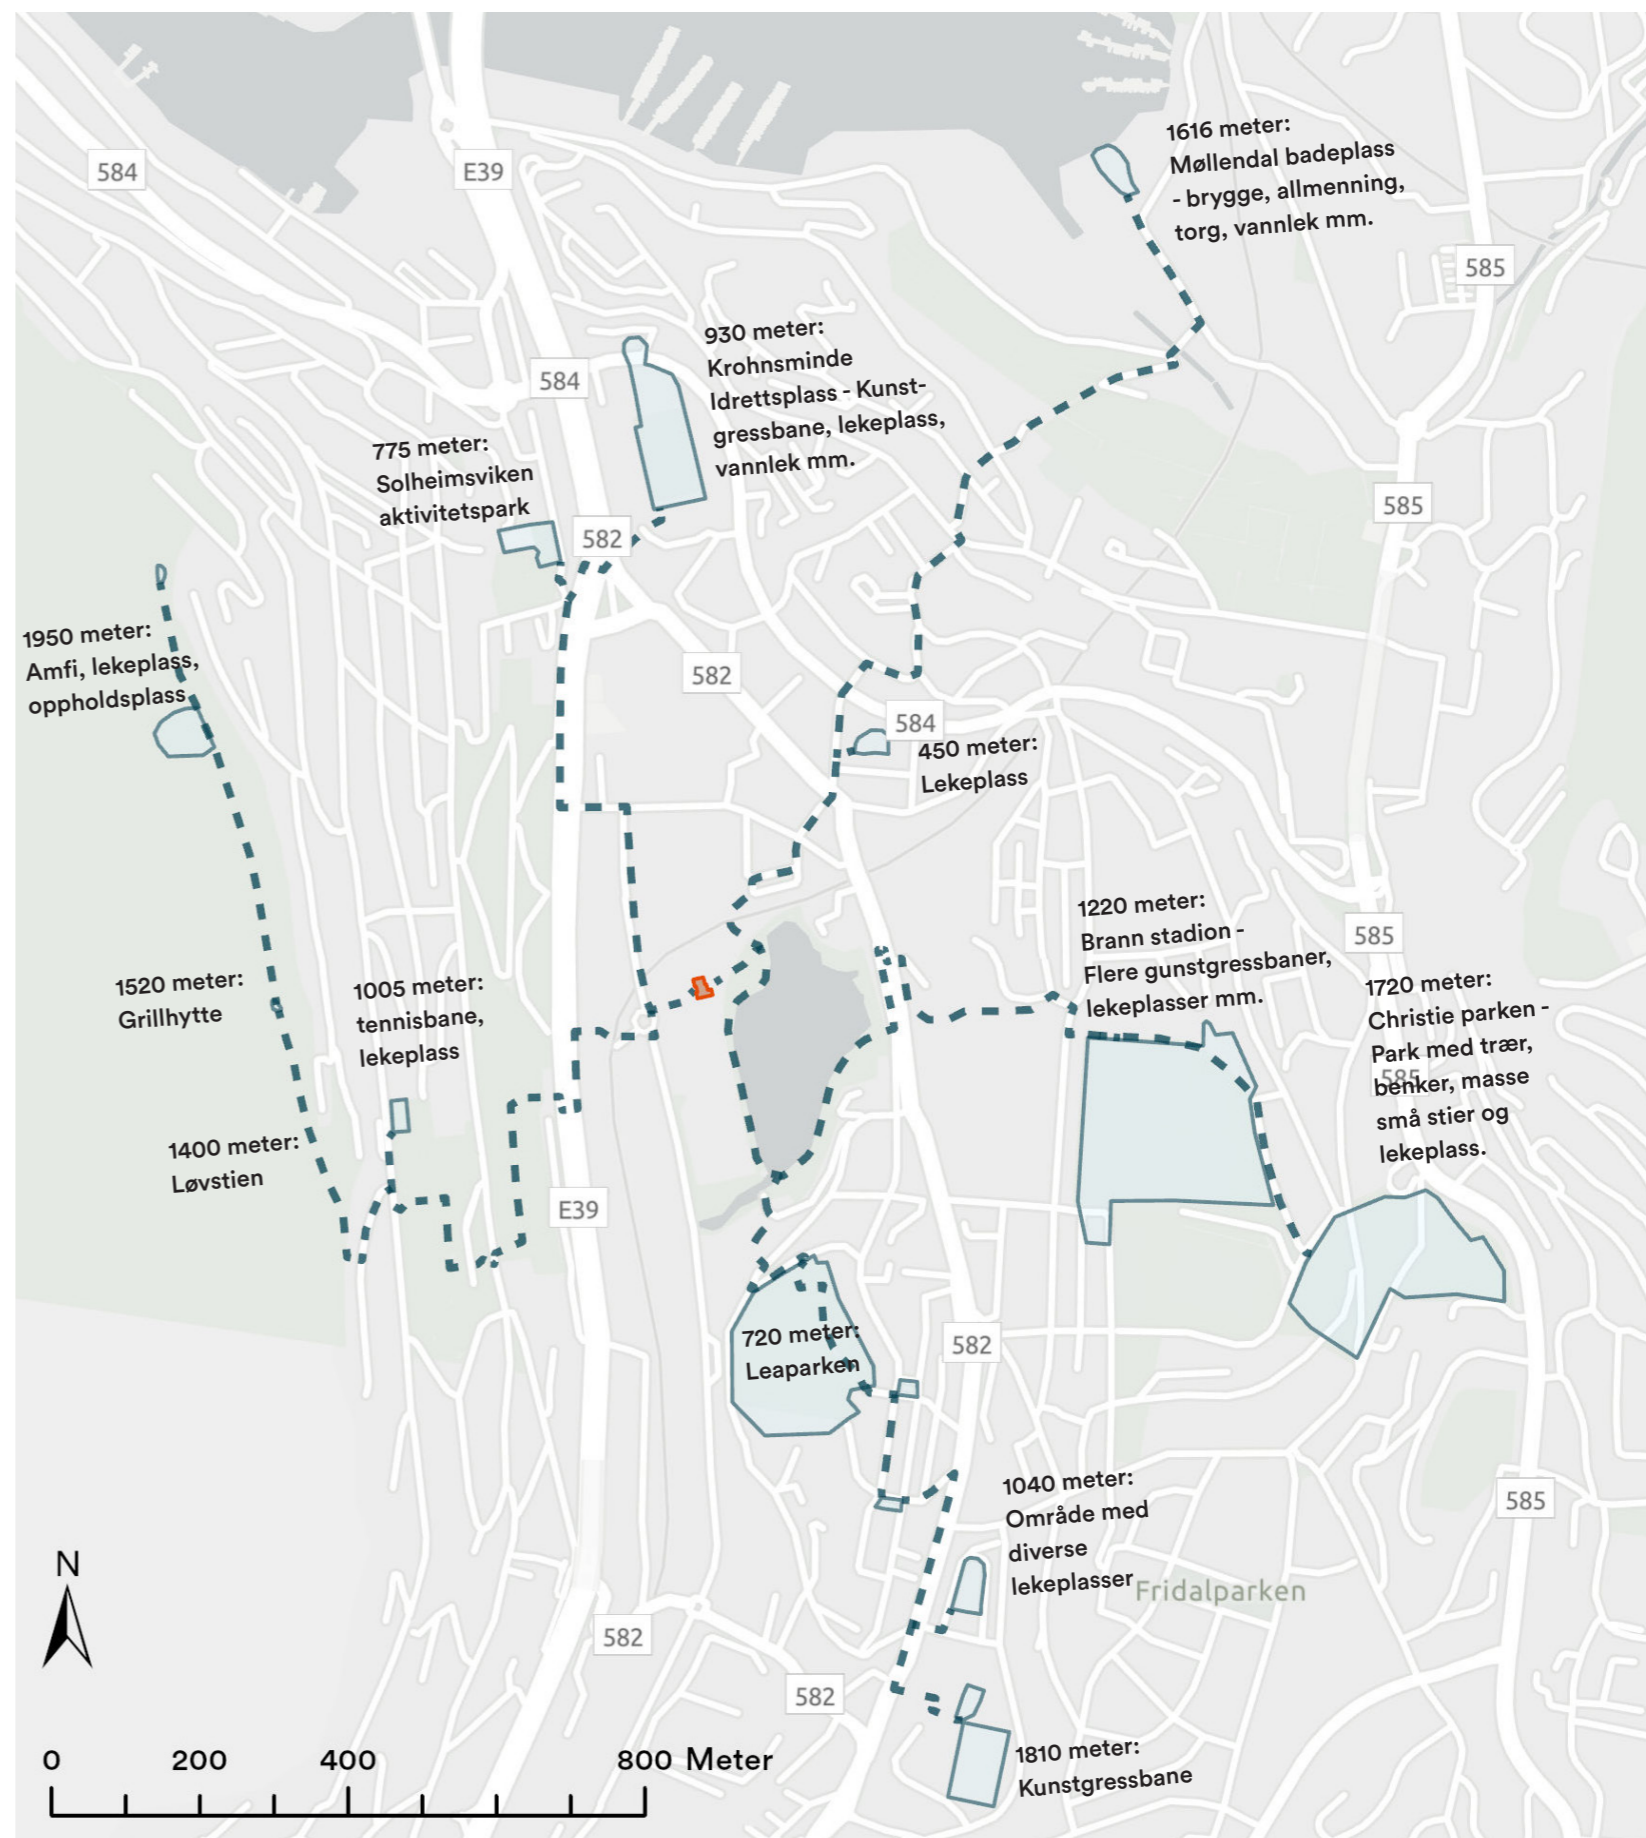 1616 meter:
Møllendal badeplass
- brygge, allmenning,
torg, vannlek mm.
584
E39
585
930 meter:
Krohnsminde
Idrettsplass - Kunst-
gressbane, lekeplass,
vannlek mm.
584
775 meter:
Solheimsviken
aktivitetspark
585
582
1950 meter:
Amfi, lekeplass,
oppholdsplass
582
584
450 meter:
Lekeplass
1220 meter:
Brann stadion -
Flere gunstgressbaner,
lekeplasser mm.
585
1720 meter:
Christie parken -
Park med trær,
benker, masse
små stier og
lekeplass.
585
1520 meter:
Grillhytte
1005 meter:
tennisbane,
lekeplass
1400 meter:
Løvstien
E39
720 meter:
Leaparken
582
1040 meter:
Område med
diverse
lekeplasser
585
Fridalparken
N
582
582
1810 meter:
Kunstgressbane
0 200 400 800 Meter